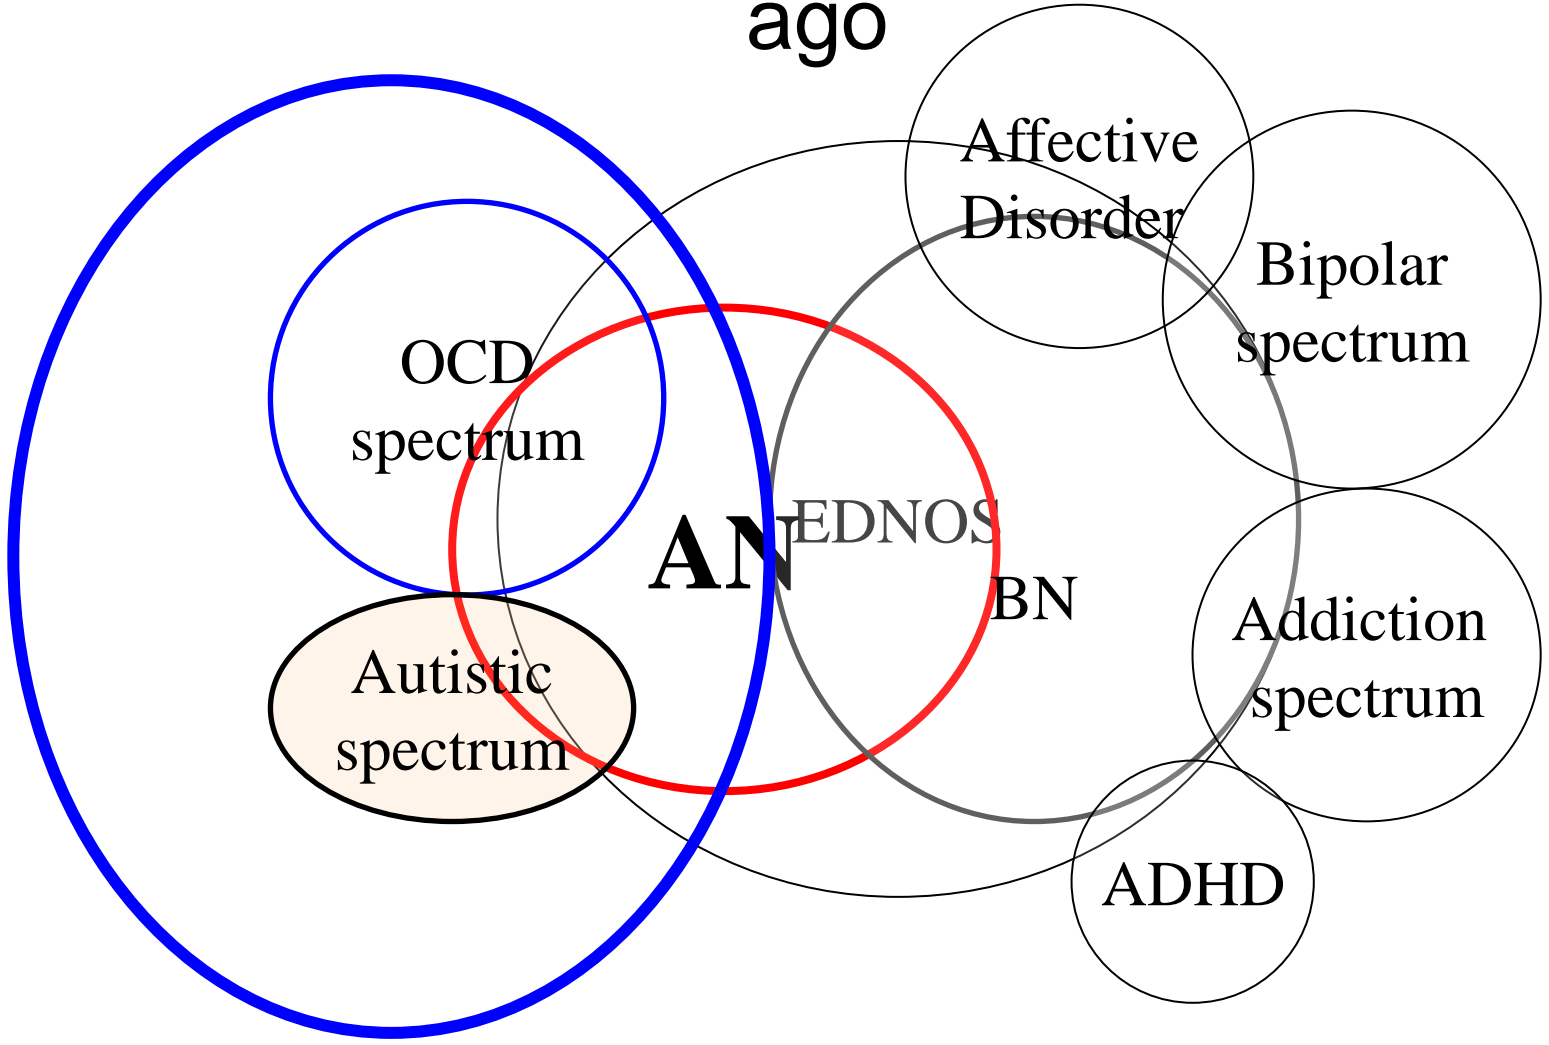 ago
Affective
Disorder
Bipolar
spectrum
OCD
spectrum
AN
EDNOS
BN
Addiction
spectrum
Autistic
spectrum
ADHD